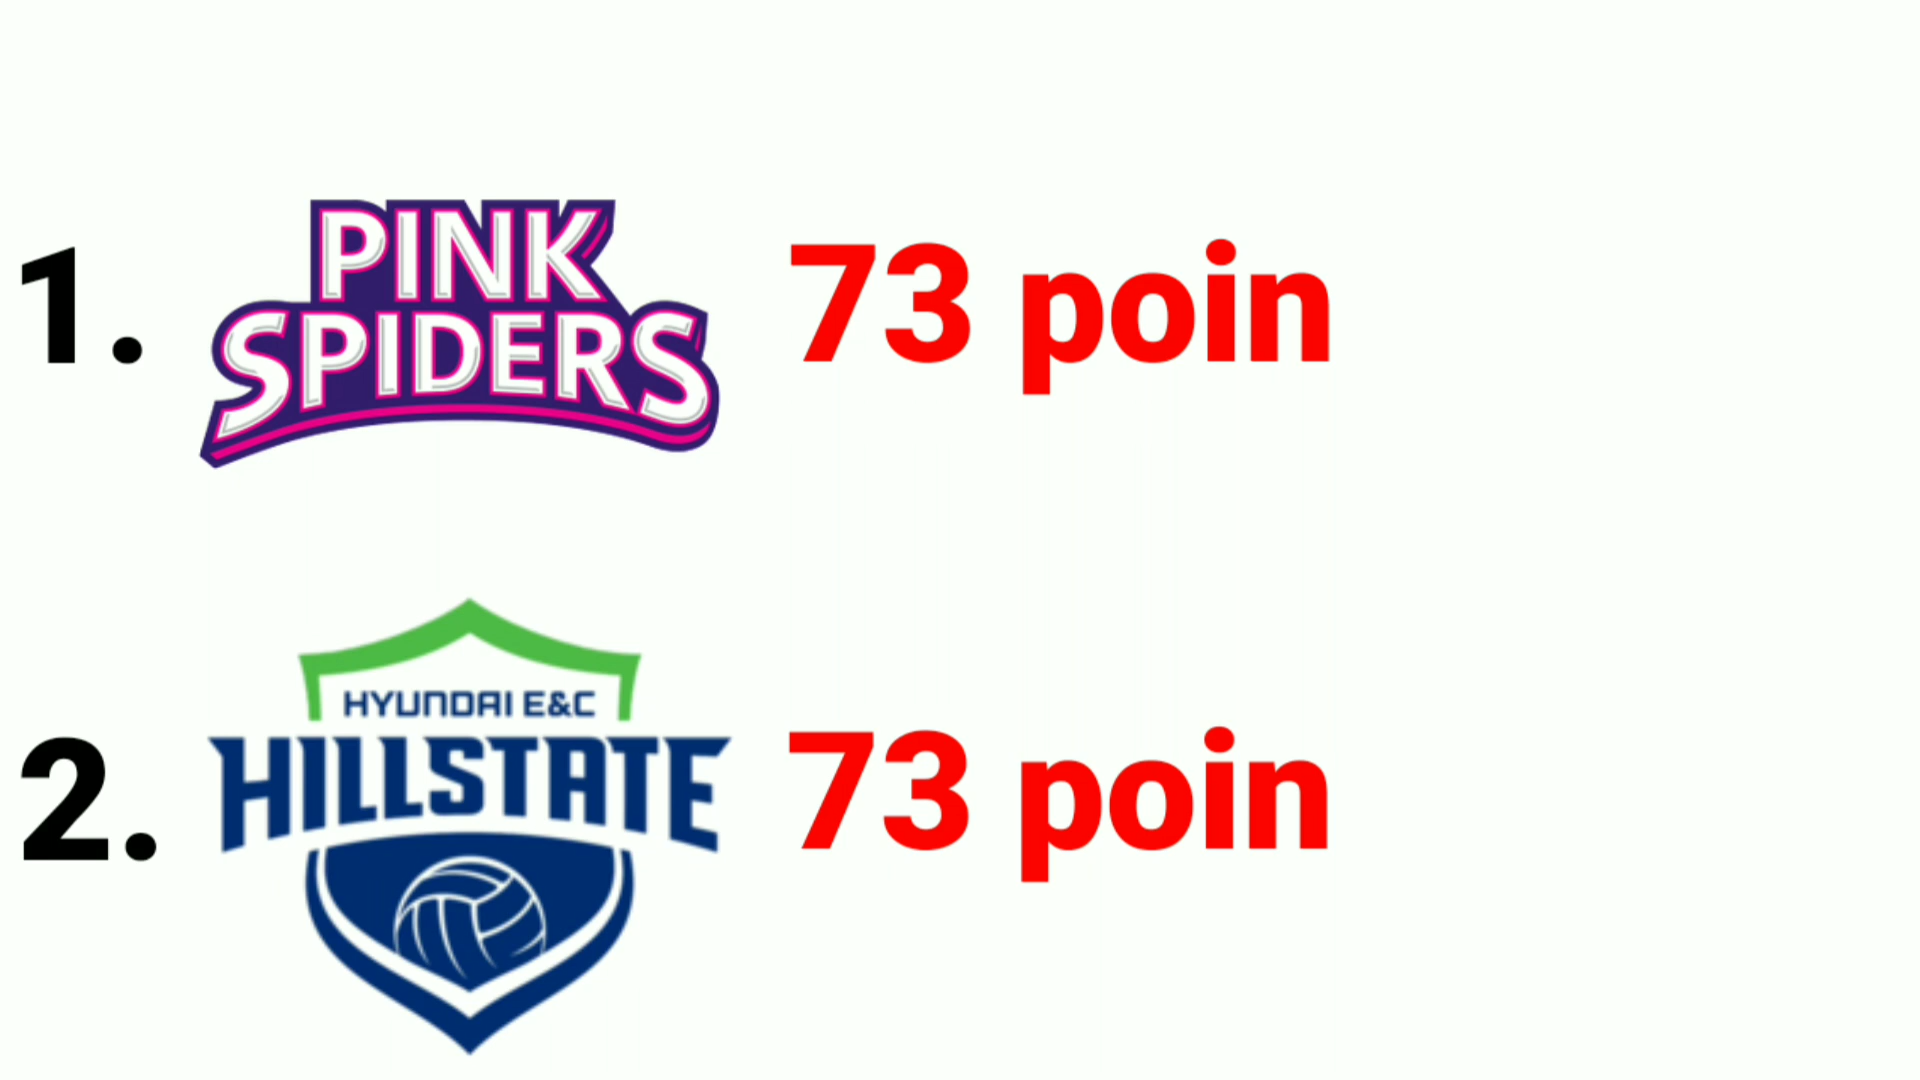 1. PINK SPIDERS 73 poin
2. HYUNDAI E&C HILLSTATE 73 poin